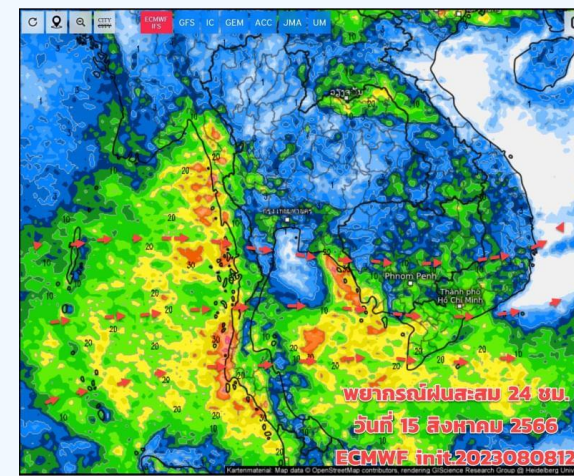 CITY
CITY
ECMWF
IFS
GFS
IC
GEM
ACC
JMA
UM
กรุงเทพมหานคร
Phnom Penh
Thành phố
Hồ Chí Minh
พยากรณ์ฝนสะสม 24 ชม.
วันที่ 15 สิงหาคม 2566
ECMWF init.2023080812
Kartenmaterial: Map data © OpenStreetMap contributors, rendering GIScience Research Group @ Heidelberg Univ